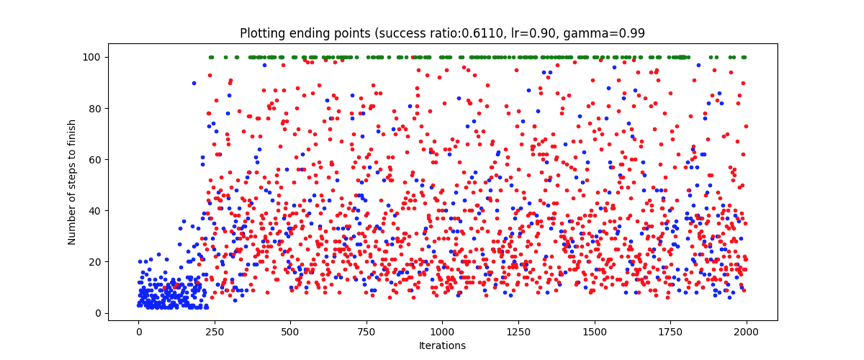 Plotting ending points (success ratio:0.6110, lr=0.90, gamma=0.99
100
80
60
40
20
0
Number of steps to finish
0 250 500 750 1000 1250 1500 1750 2000
Iterations